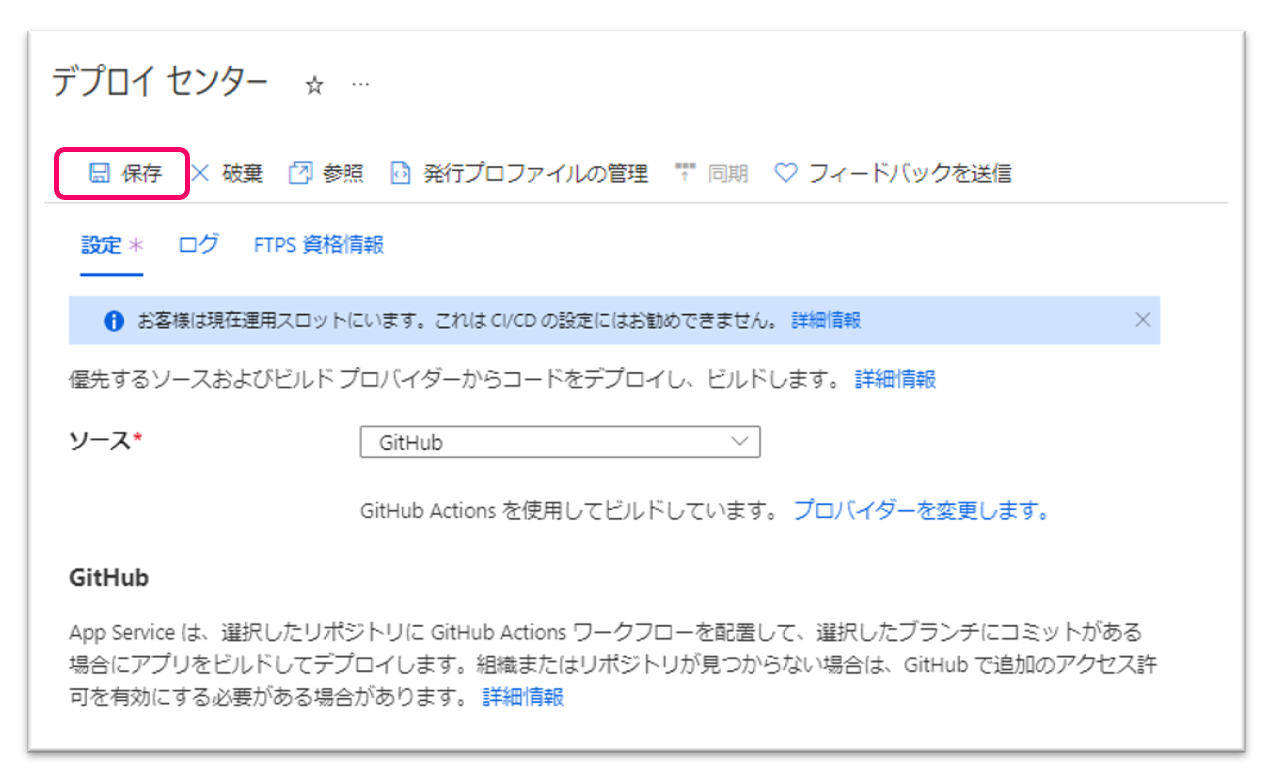 デプロイ センター ☆ …
保存 × 破棄 参照 発行プロファイルの管理 同期 フィードバックを送信
設定 * ログ FTPS 資格情報
お客様は現在運用スロットにいます。これは CI/CD の設定にはお勧めできません。 詳細情報 ×
優先するソースおよびビルド プロバイダーからコードをデプロイし、ビルドします。 詳細情報
ソース* GitHub
GitHub Actions を使用してビルドしています。 プロバイダーを変更します。
GitHub
App Service は、選択したリポジトリに GitHub Actions ワークフローを配置して、選択したブランチにコミットがある
場合にアプリをビルドしてデプロイします。組織またはリポジトリが見つからない場合は、GitHub で追加のアクセス許
可を有効にする必要がある場合があります。 詳細情報